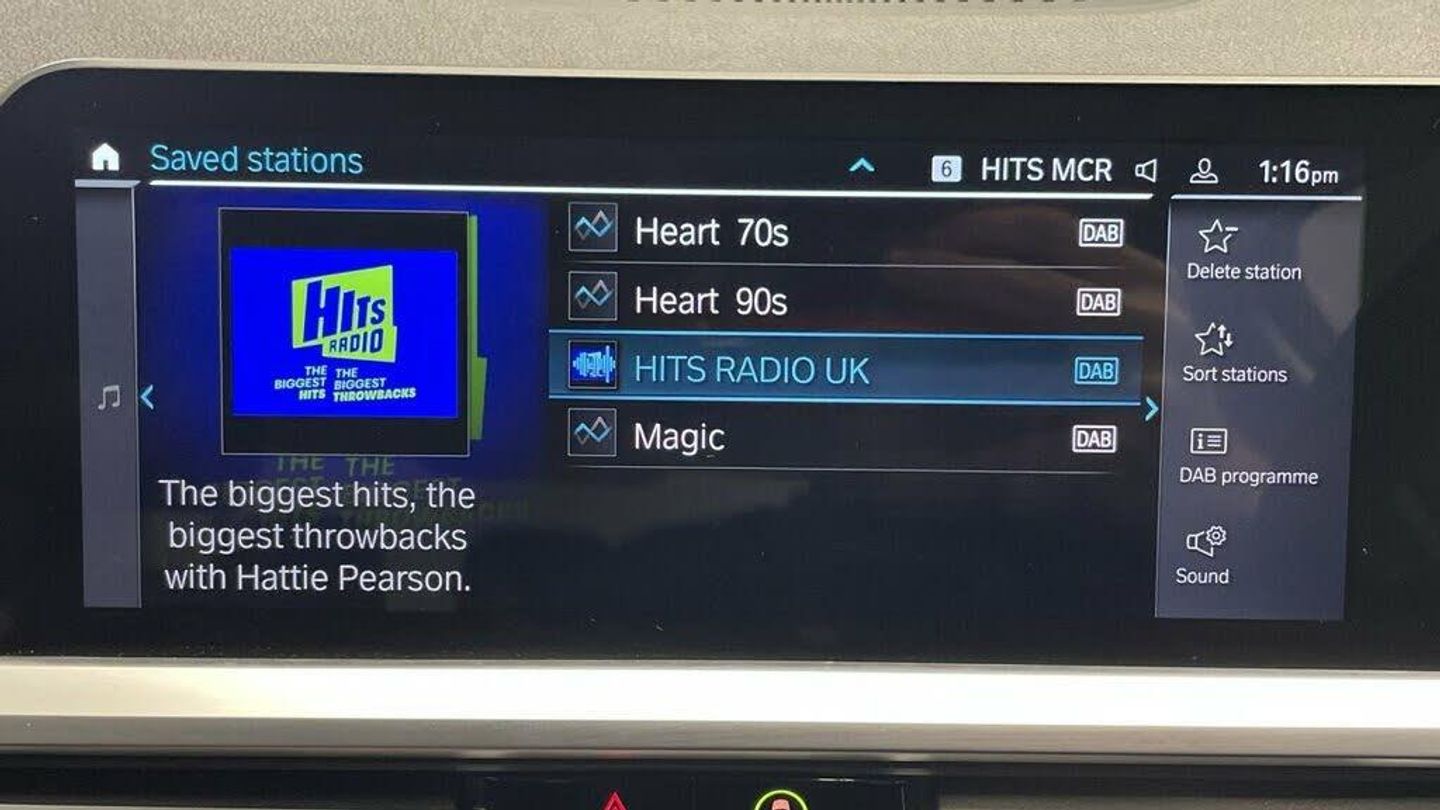 Saved stations
6 HITS MCR
1:16pm
HITS
RADIO
THE BIGGEST HITS
THE BIGGEST THROWBACKS
The biggest hits, the
biggest throwbacks
with Hattie Pearson.
Heart 70s DAB
Heart 90s DAB
HITS RADIO UK DAB
Magic DAB
Delete station
Sort stations
DAB programme
Sound